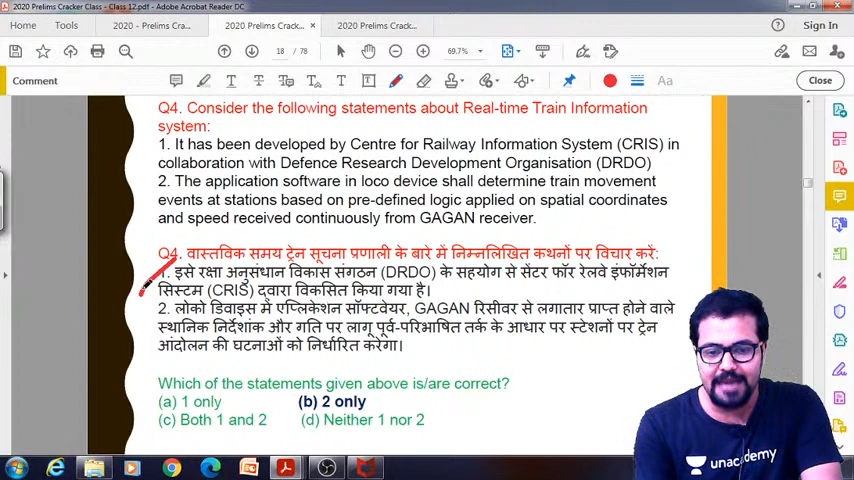 2020 Prelims Cracker Class - Class 12.pdf - Adobe Acrobat Reader DC
Home Tools 2020 - Prelims Cra... 2020 Prelims Crack... × 2020 Prelims Crack... Sign In
18 / 78 69.7%
Comment Aa Close
Q4. Consider the following statements about Real-time Train Information
system:
1. It has been developed by Centre for Railway Information System (CRIS) in
collaboration with Defence Research Development Organisation (DRDO)
2. The application software in loco device shall determine train movement
events at stations based on pre-defined logic applied on spatial coordinates
and speed received continuously from GAGAN receiver.
Q4. वास्तविक समय ट्रेन सूचना प्रणाली के बारे में निम्नलिखित कथनों पर विचार करें:
1. इसे रक्षा अनुसंधान विकास संगठन (DRDO) के सहयोग से सेंटर फॉर रेलवे इंफॉर्मेशन
सिस्टम (CRIS) द्वारा विकसित किया गया है।
2. लोको डिवाइस में एप्लिकेशन सॉफ्टवेयर, GAGAN रिसीवर से लगातार प्राप्त होने वाले
स्थानिक निर्देशांक और गति पर लागू पूर्व-परिभाषित तर्क के आधार पर स्टेशनों पर ट्रेन
आंदोलन की घटनाओं को निर्धारित करेगा।
Which of the statements given above is/are correct?
(a) 1 only (b) 2 only
(c) Both 1 and 2 (d) Neither 1 nor 2
unacademy